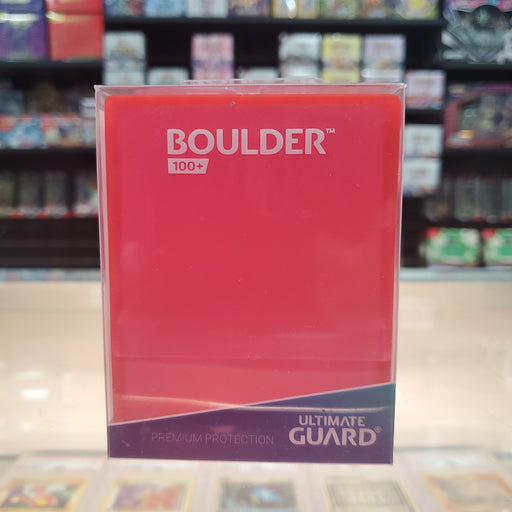 BOULDER™
100+
PREMIUM PROTECTION
ULTIMATE
GUARD®